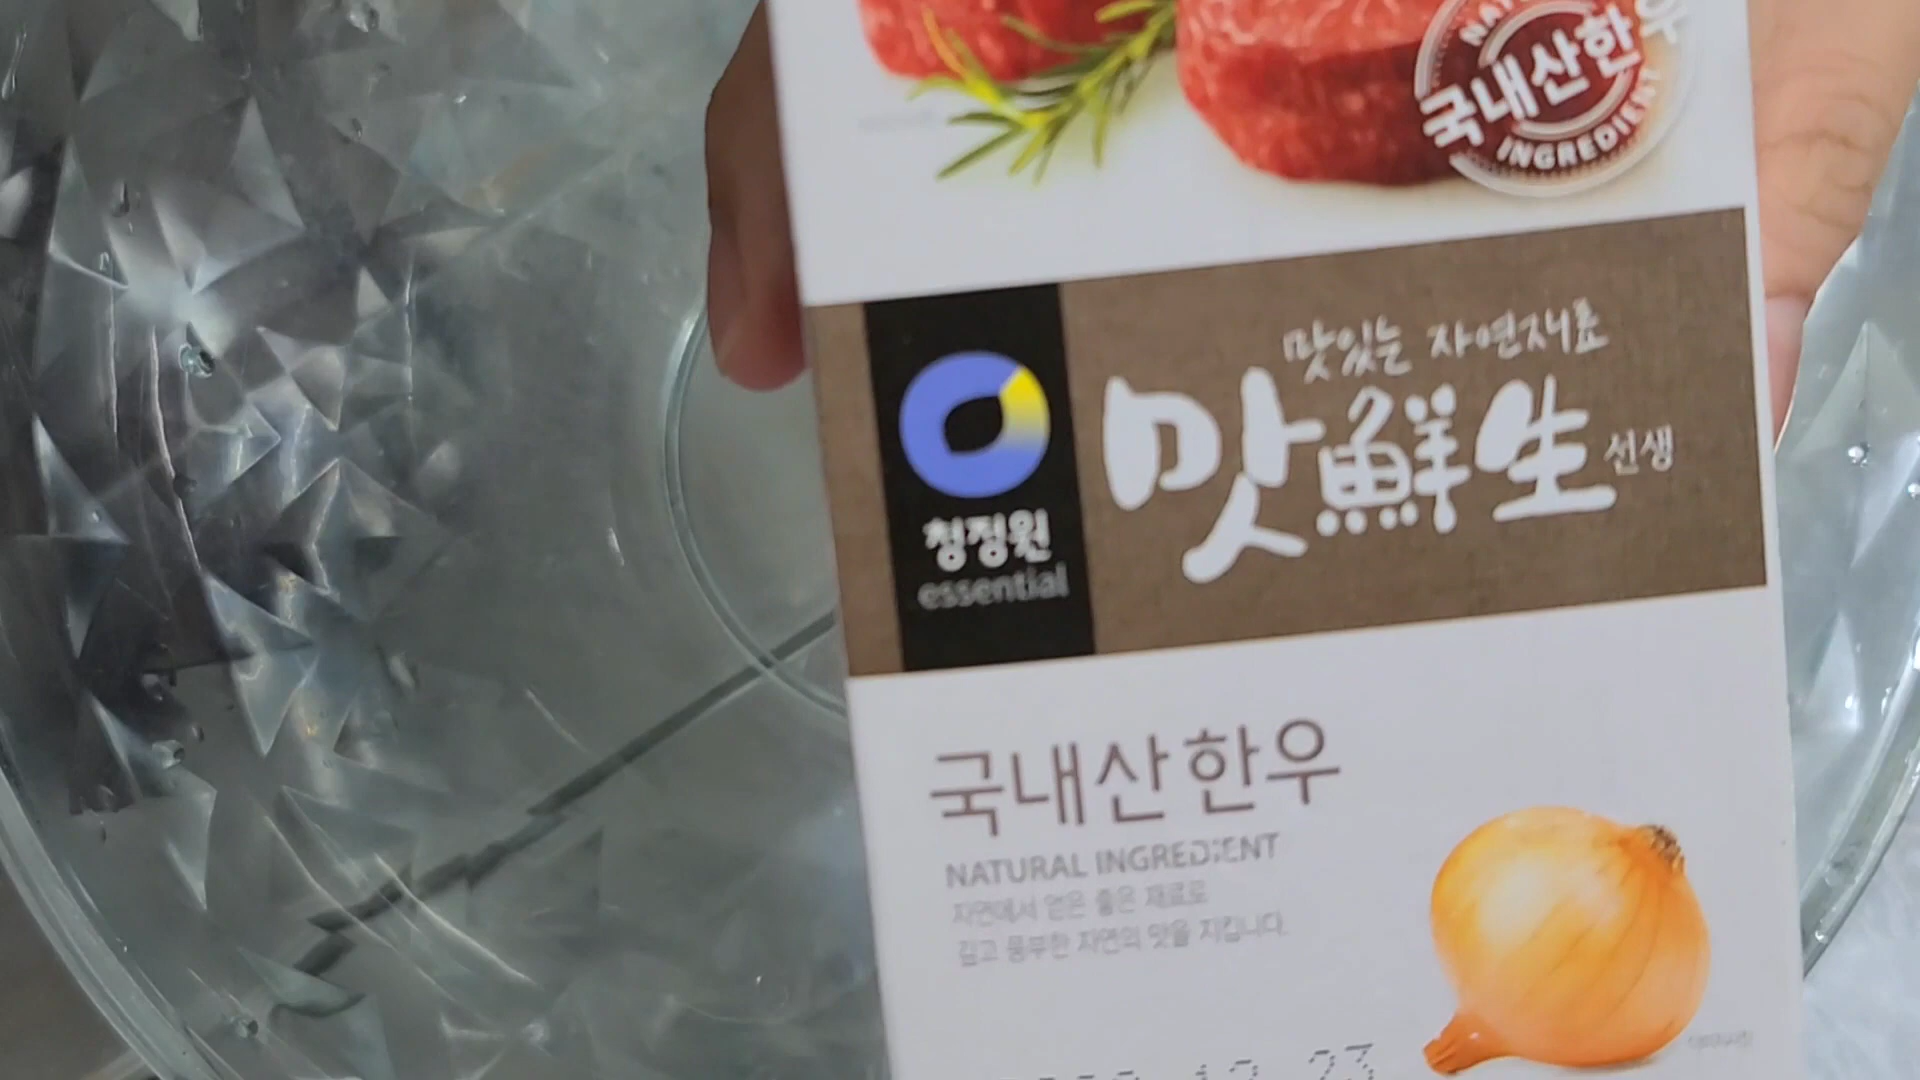 국내산한우
INGREDIENT
맛있는 자연재료
맛鮮生 선생
청정원
essential
국내산한우
NATURAL INGREDIENT
자연에서 얻은 좋은 재료로
깊고 풍부한 자연의 맛을 지킵니다.